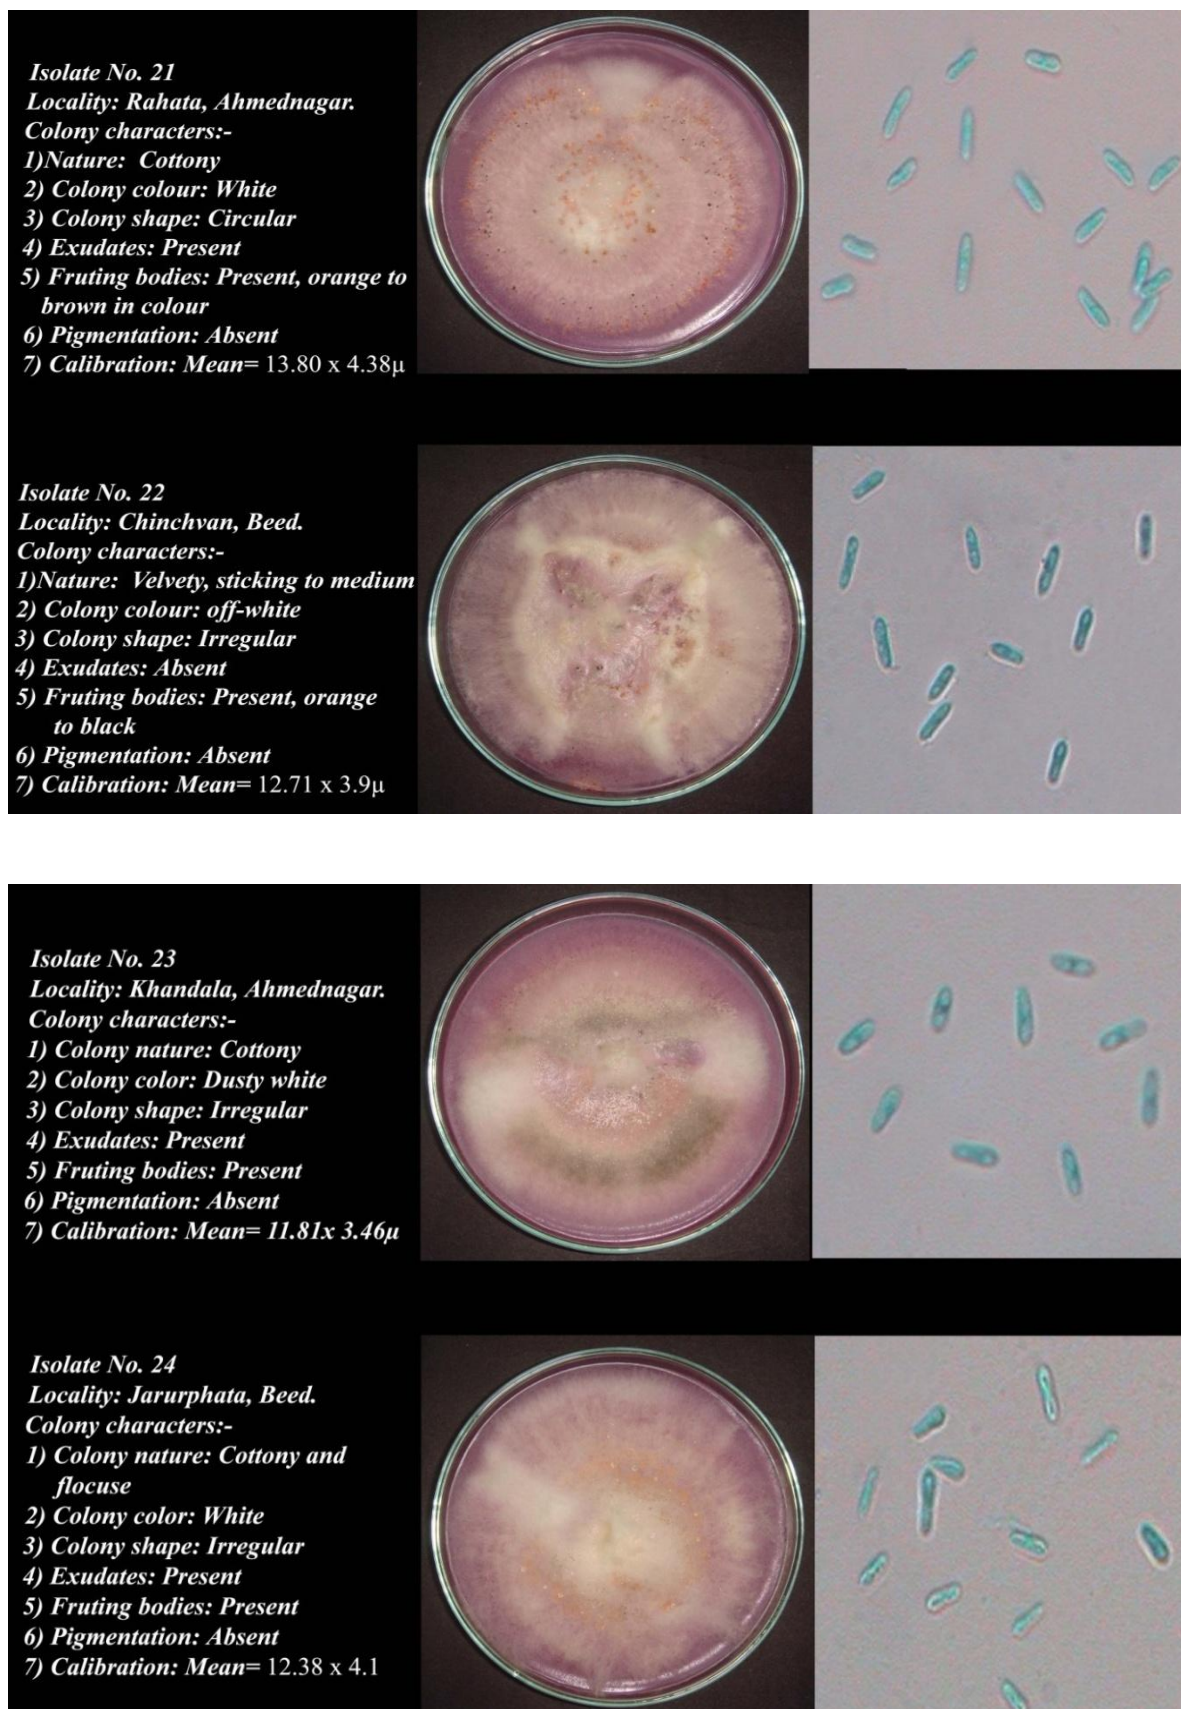 Isolate No. 21
Locality: Rahata, Ahmednagar.
Colony characters:-
1)Nature: Cottony
2) Colony colour: White
3) Colony shape: Circular
4) Exudates: Present
5) Fruting bodies: Present, orange to
brown in colour
6) Pigmentation: Absent
7) Calibration: Mean= 13.80 x 4.38μ
Isolate No. 22
Locality: Chinchvan, Beed.
Colony characters:-
1)Nature: Velvety, sticking to medium
2) Colony colour: off-white
3) Colony shape: Irregular
4) Exudates: Absent
5) Fruting bodies: Present, orange
to black
6) Pigmentation: Absent
7) Calibration: Mean= 12.71 x 3.9μ
Isolate No. 23
Locality: Khandala, Ahmednagar.
Colony characters:-
1) Colony nature: Cottony
2) Colony color: Dusty white
3) Colony shape: Irregular
4) Exudates: Present
5) Fruting bodies: Present
6) Pigmentation: Absent
7) Calibration: Mean= 11.81x 3.46μ
Isolate No. 24
Locality: Jarurphata, Beed.
Colony characters:-
1) Colony nature: Cottony and
flocuse
2) Colony color: White
3) Colony shape: Irregular
4) Exudates: Present
5) Fruting bodies: Present
6) Pigmentation: Absent
7) Calibration: Mean= 12.38 x 4.1